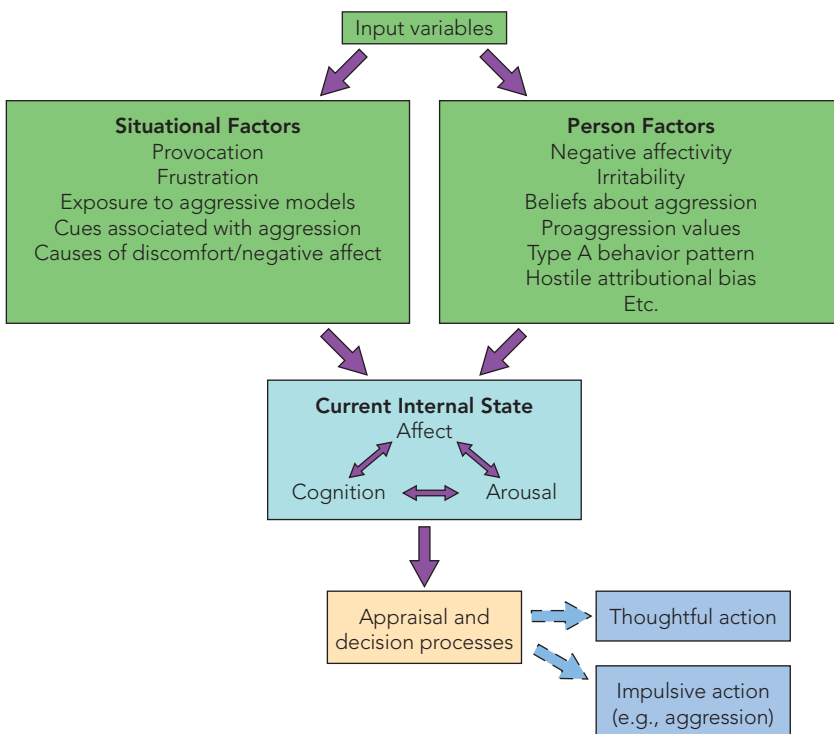 Input variables
Situational Factors
Provocation
Frustration
Exposure to aggressive models
Cues associated with aggression
Causes of discomfort/negative affect
Person Factors
Negative affectivity
Irritability
Beliefs about aggression
Proaggression values
Type A behavior pattern
Hostile attributional bias
Etc.
Current Internal State
Affect
Cognition
Arousal
Appraisal and
decision processes
Thoughtful action
Impulsive action
(e.g., aggression)